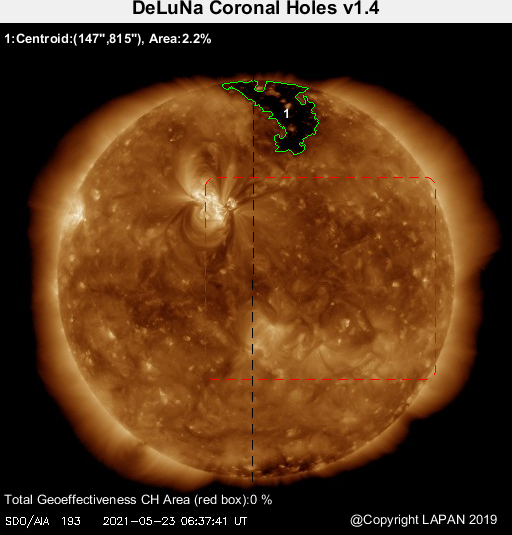 DeLuNa Coronal Holes v1.4
1:Centroid:(147",815"), Area:2.2%
1
Total Geoeffectiveness CH Area (red box):0 %
SDO/AIA 193 2021-05-23 06:37:41 UT
@Copyright LAPAN 2019